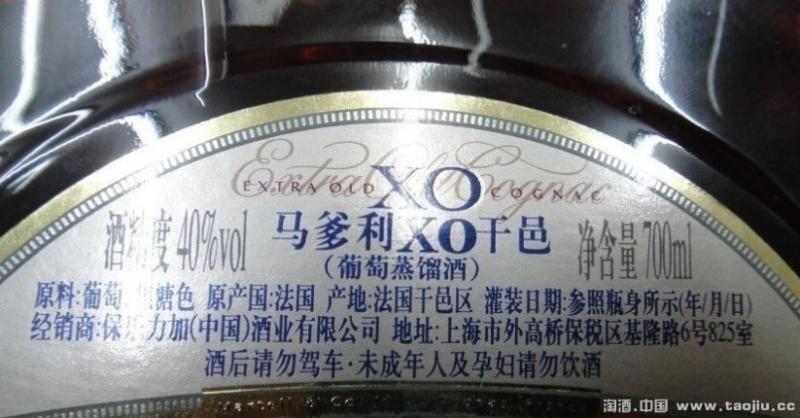 Extra Old Cognac
EXTRA OLD XO COGNAC
酒精度 40%vol
马爹利XO干邑
净含量 700ml
(葡萄蒸馏酒)
原料:葡萄 焦糖色 原产国:法国 产地:法国干邑区 灌装日期:参照瓶身所示(年/月/日)
经销商:保乐力加(中国)酒业有限公司 地址:上海市外高桥保税区基隆路6号825室
酒后请勿驾车·未成年人及孕妇请勿饮酒
淘酒.中国 www.taojiu.cc